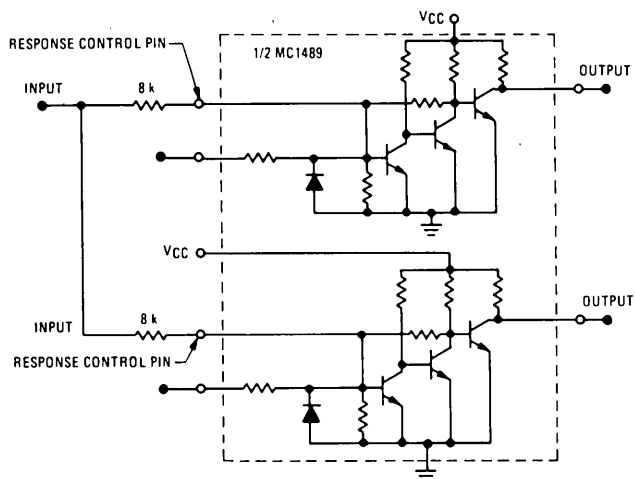 VCC
RESPONSE CONTROL PIN
1/2 MC1489
INPUT
8 k
OUTPUT
VCC
INPUT
8 k
OUTPUT
RESPONSE CONTROL PIN